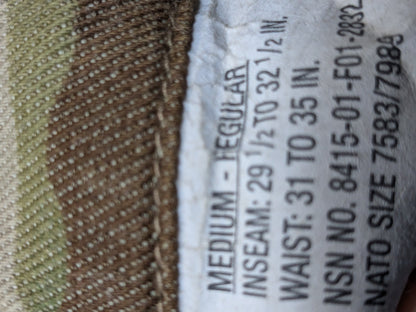 MEDIUM - REGULAR
INSEAM: 29 1/2 TO 32 1/2 IN.
WAIST: 31 TO 35 IN.
NSN NO. 8415-01-F01-2832
NATO SIZE 7583/7985